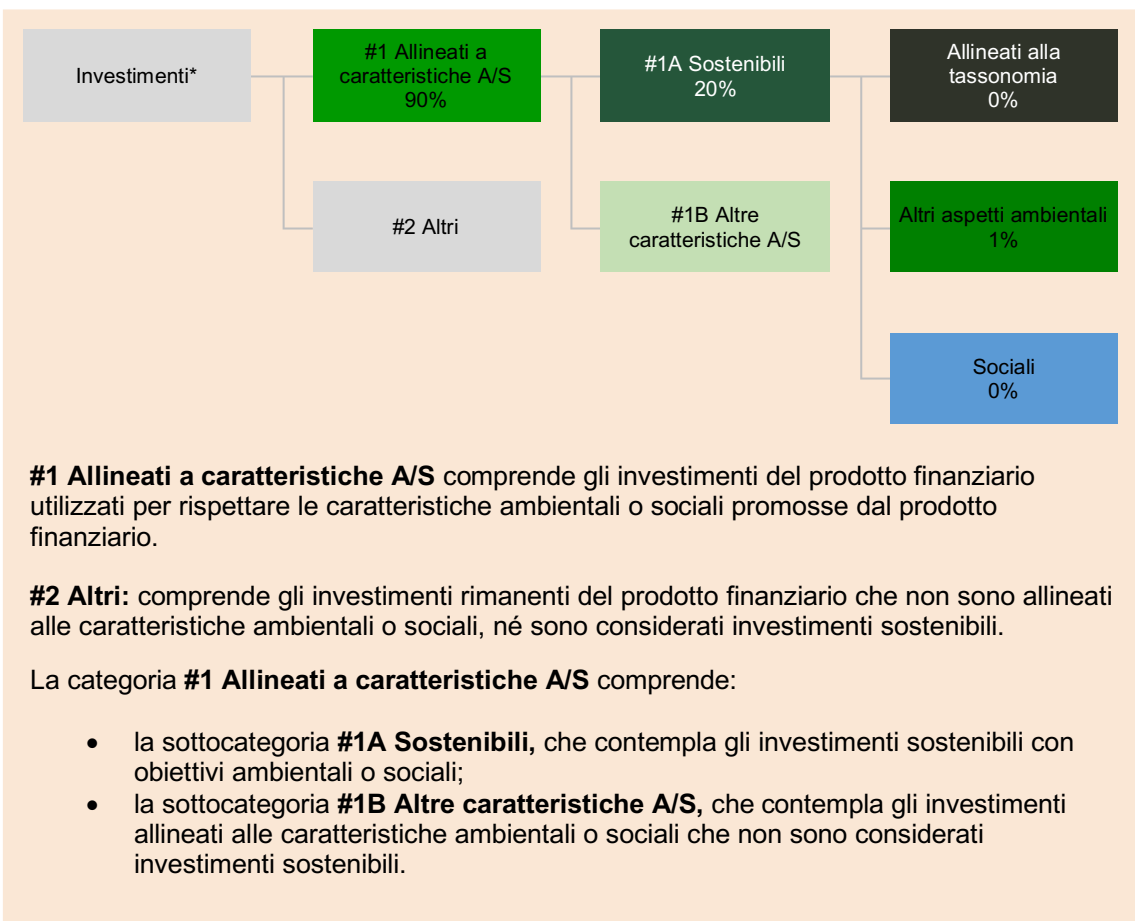 Investimenti*
#1 Allineati a
caratteristiche A/S
90%
#1A Sostenibili
20%
Allineati alla
tassonomia
0%
#2 Altri
#1B Altre
caratteristiche A/S
Altri aspetti ambientali
1%
Sociali
0%
#1 Allineati a caratteristiche A/S comprende gli investimenti del prodotto finanziario
utilizzati per rispettare le caratteristiche ambientali o sociali promosse dal prodotto
finanziario.
#2 Altri: comprende gli investimenti rimanenti del prodotto finanziario che non sono allineati
alle caratteristiche ambientali o sociali, né sono considerati investimenti sostenibili.
La categoria #1 Allineati a caratteristiche A/S comprende:
• la sottocategoria #1A Sostenibili, che contempla gli investimenti sostenibili con
obiettivi ambientali o sociali;
• la sottocategoria #1B Altre caratteristiche A/S, che contempla gli investimenti
allineati alle caratteristiche ambientali o sociali che non sono considerati
investimenti sostenibili.